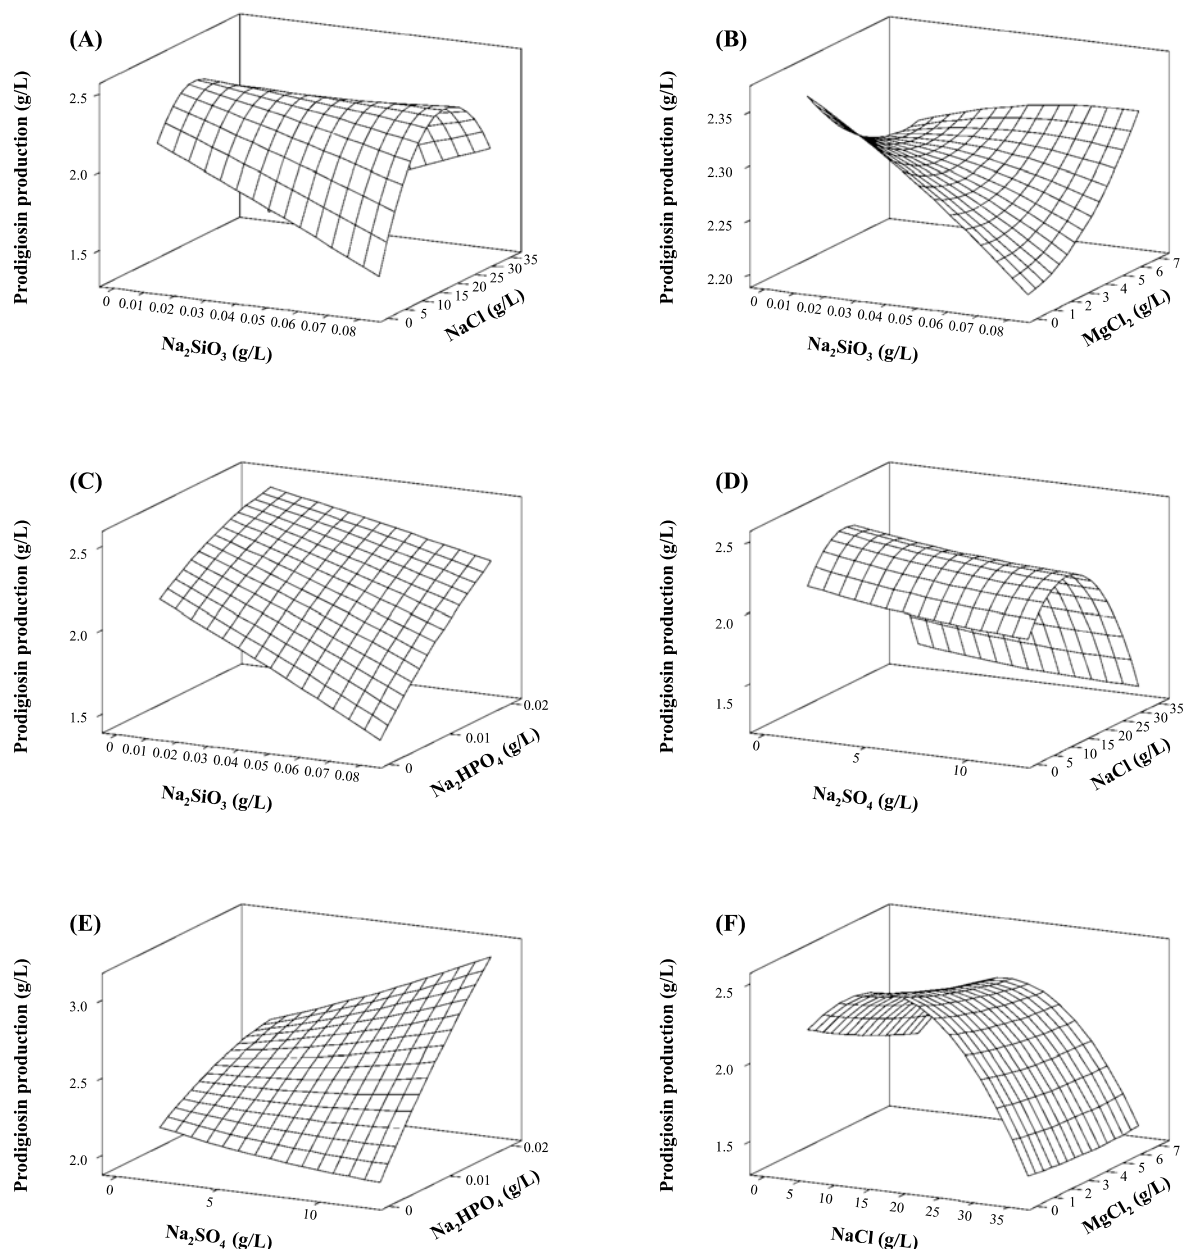 (A)
Prodigiosin production (g/L)
2.5
2.0
1.5
0 0.01 0.02 0.03 0.04 0.05 0.06 0.07 0.08
Na₂SiO₃ (g/L)
0 5 10 15 20 25 30 35
NaCl (g/L)
(B)
Prodigiosin production (g/L)
2.35
2.30
2.25
2.20
0 0.01 0.02 0.03 0.04 0.05 0.06 0.07 0.08
Na₂SiO₃ (g/L)
0 1 2 3 4 5 6 7
MgCl₂ (g/L)
(C)
Prodigiosin production (g/L)
2.5
2.0
1.5
0 0.01 0.02 0.03 0.04 0.05 0.06 0.07 0.08
Na₂SiO₃ (g/L)
0 0.01 0.02
Na₂HPO₄ (g/L)
(D)
Prodigiosin production (g/L)
2.5
2.0
1.5
0 5 10
Na₂SO₄ (g/L)
0 5 10 15 20 25 30 35
NaCl (g/L)
(E)
Prodigiosin production (g/L)
3.0
2.5
2.0
0 5 10
Na₂SO₄ (g/L)
0 0.01 0.02
Na₂HPO₄ (g/L)
(F)
Prodigiosin production (g/L)
2.5
2.0
1.5
0 5 10 15 20 25 30 35
NaCl (g/L)
0 1 2 3 4 5 6 7
MgCl₂ (g/L)